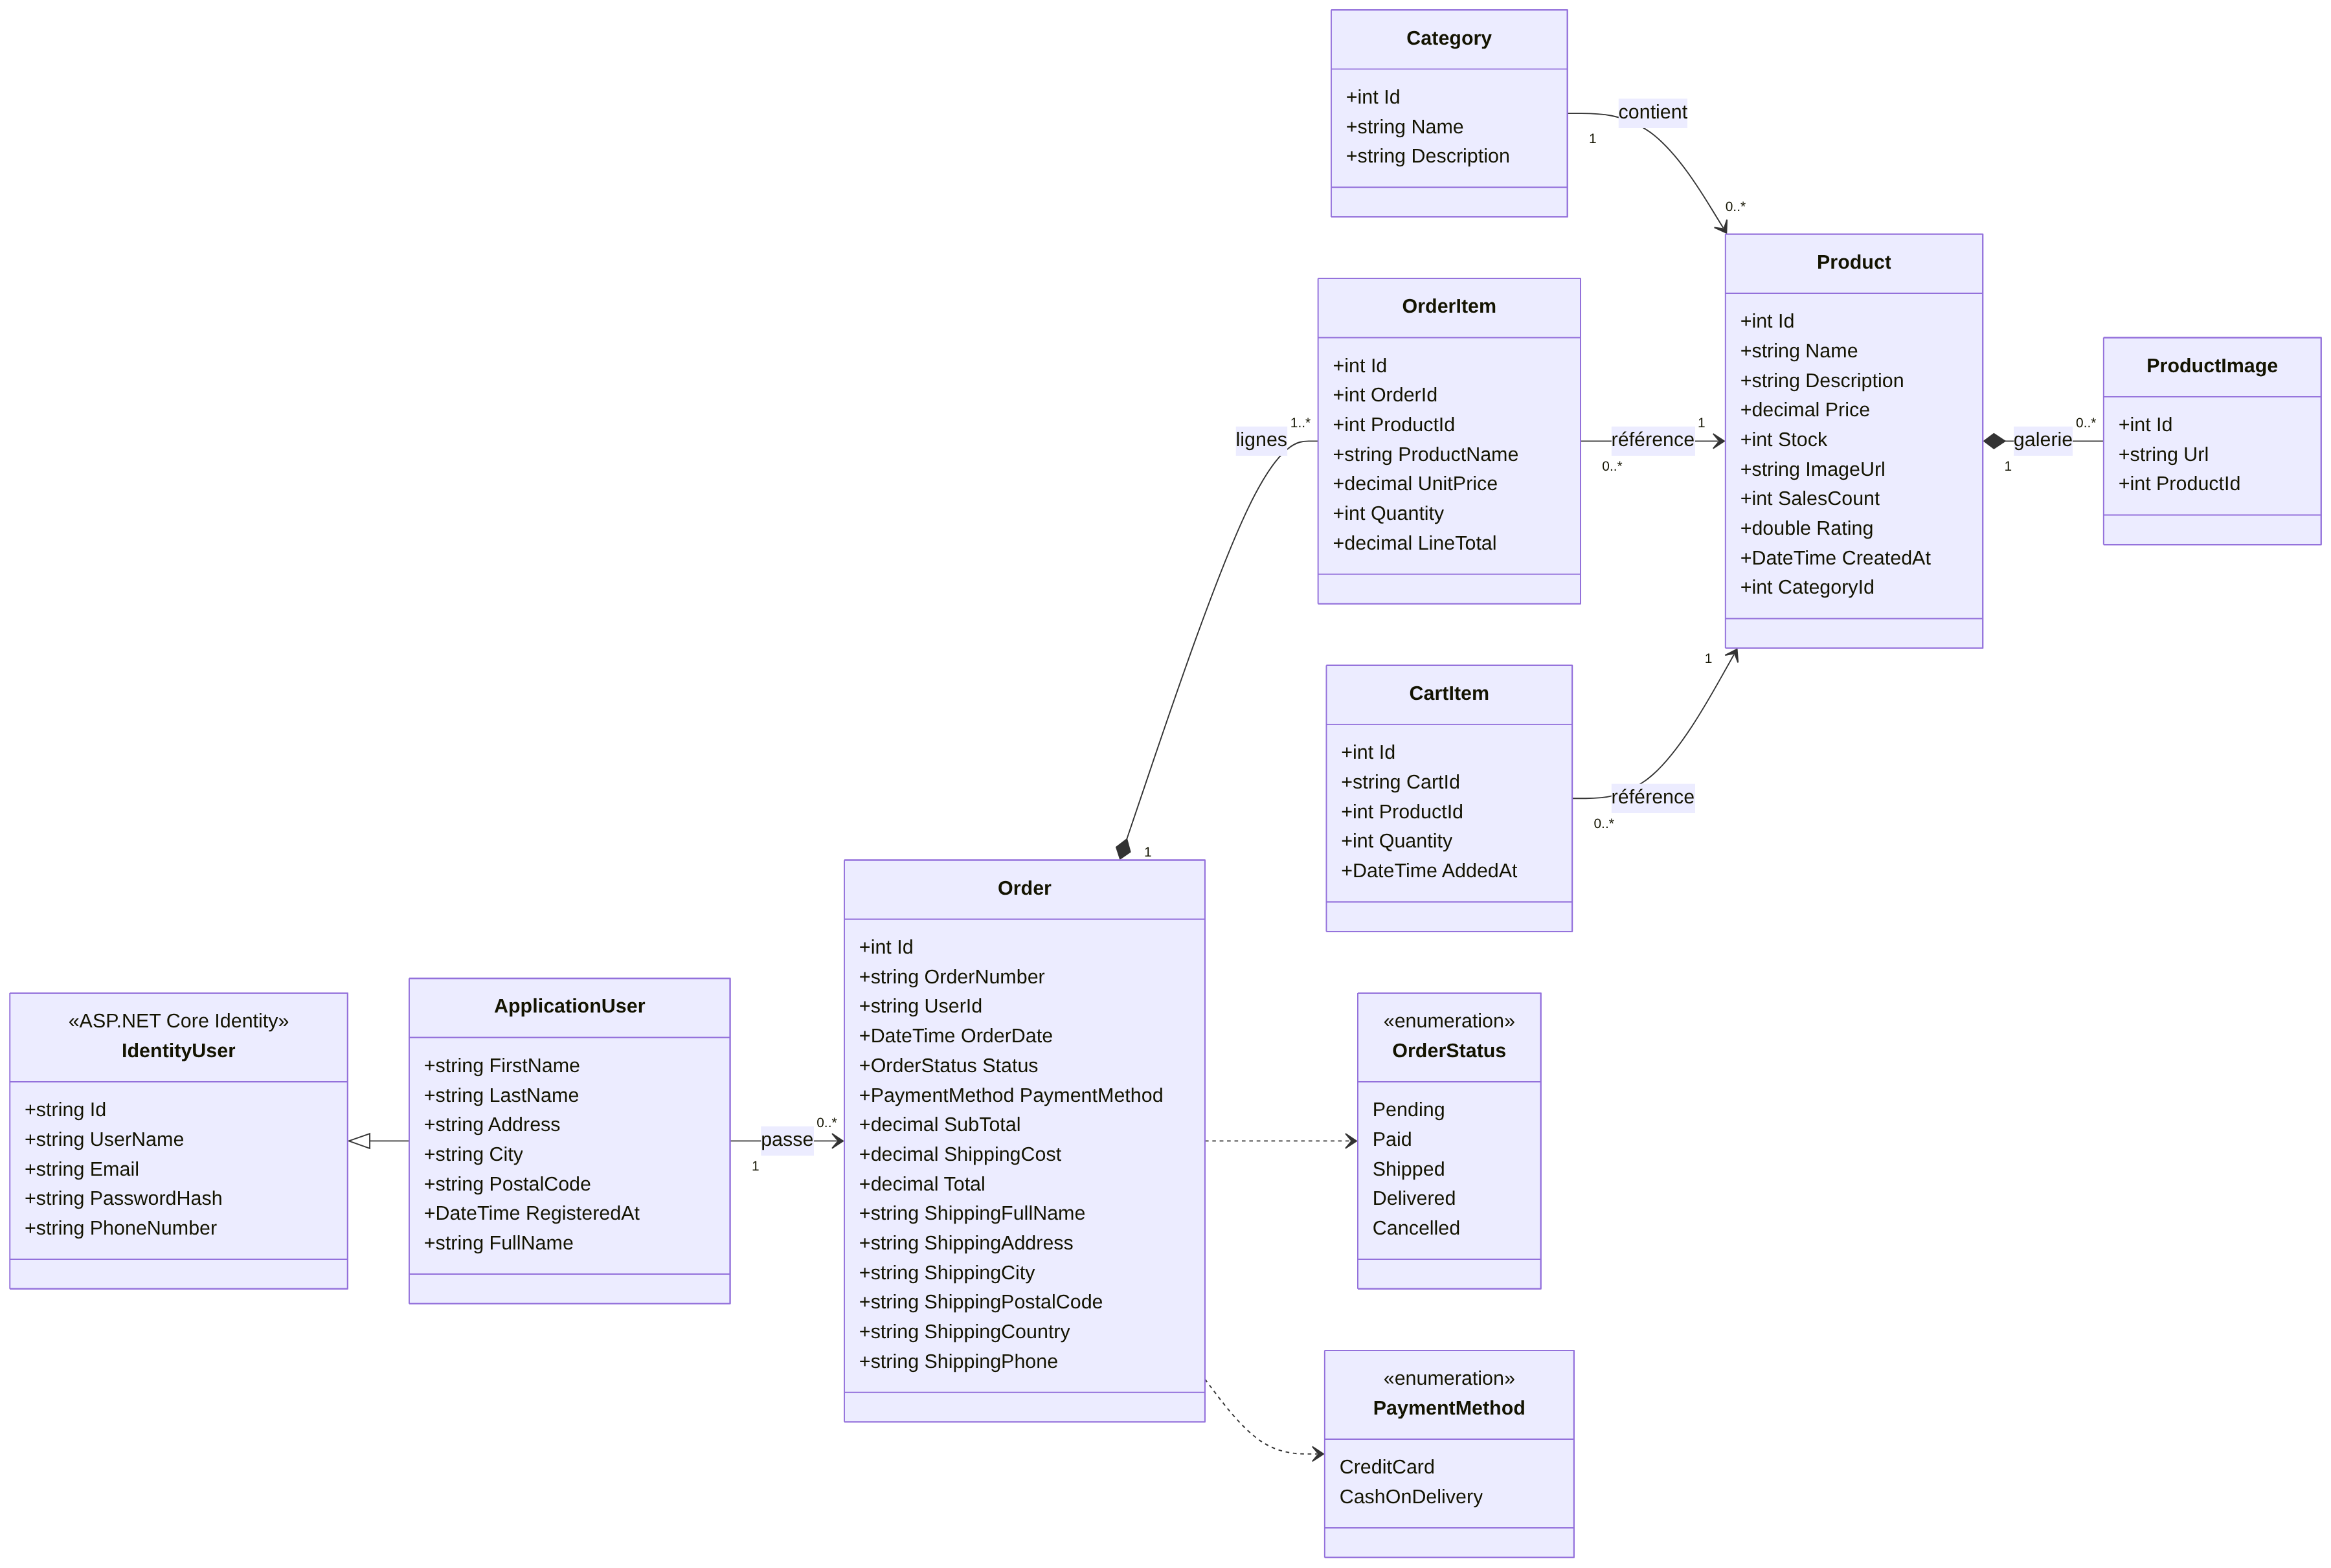 Category
+int Id
+string Name
+string Description
contient
1
0..*
Product
+int Id
+string Name
+string Description
+decimal Price
+int Stock
+string ImageUrl
+int SalesCount
+double Rating
+DateTime CreatedAt
+int CategoryId
OrderItem
+int Id
+int OrderId
+int ProductId
+string ProductName
+decimal UnitPrice
+int Quantity
+decimal LineTotal
lignes
1..*
1
référence
1
0..*
ProductImage
+int Id
+string Url
+int ProductId
galerie
0..*
1
CartItem
+int Id
+string CartId
+int ProductId
+int Quantity
+DateTime AddedAt
référence
1
0..*
Order
+int Id
+string OrderNumber
+string UserId
+DateTime OrderDate
+OrderStatus Status
+PaymentMethod PaymentMethod
+decimal SubTotal
+decimal ShippingCost
+decimal Total
+string ShippingFullName
+string ShippingAddress
+string ShippingCity
+string ShippingPostalCode
+string ShippingCountry
+string ShippingPhone
«ASP.NET Core Identity»
IdentityUser
+string Id
+string UserName
+string Email
+string PasswordHash
+string PhoneNumber
ApplicationUser
+string FirstName
+string LastName
+string Address
+string City
+string PostalCode
+DateTime RegisteredAt
+string FullName
passe
0..*
1
«enumeration»
OrderStatus
Pending
Paid
Shipped
Delivered
Cancelled
«enumeration»
PaymentMethod
CreditCard
CashOnDelivery